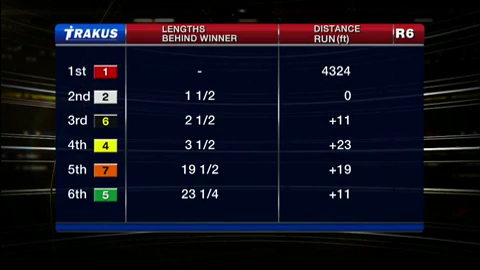 TRAKUS LENGTHS BEHIND WINNER DISTANCE RUN (ft) R6
1st 1 - 4324
2nd 2 1 1/2 0
3rd 6 2 1/2 +11
4th 4 3 1/2 +23
5th 7 19 1/2 +19
6th 5 23 1/4 +11